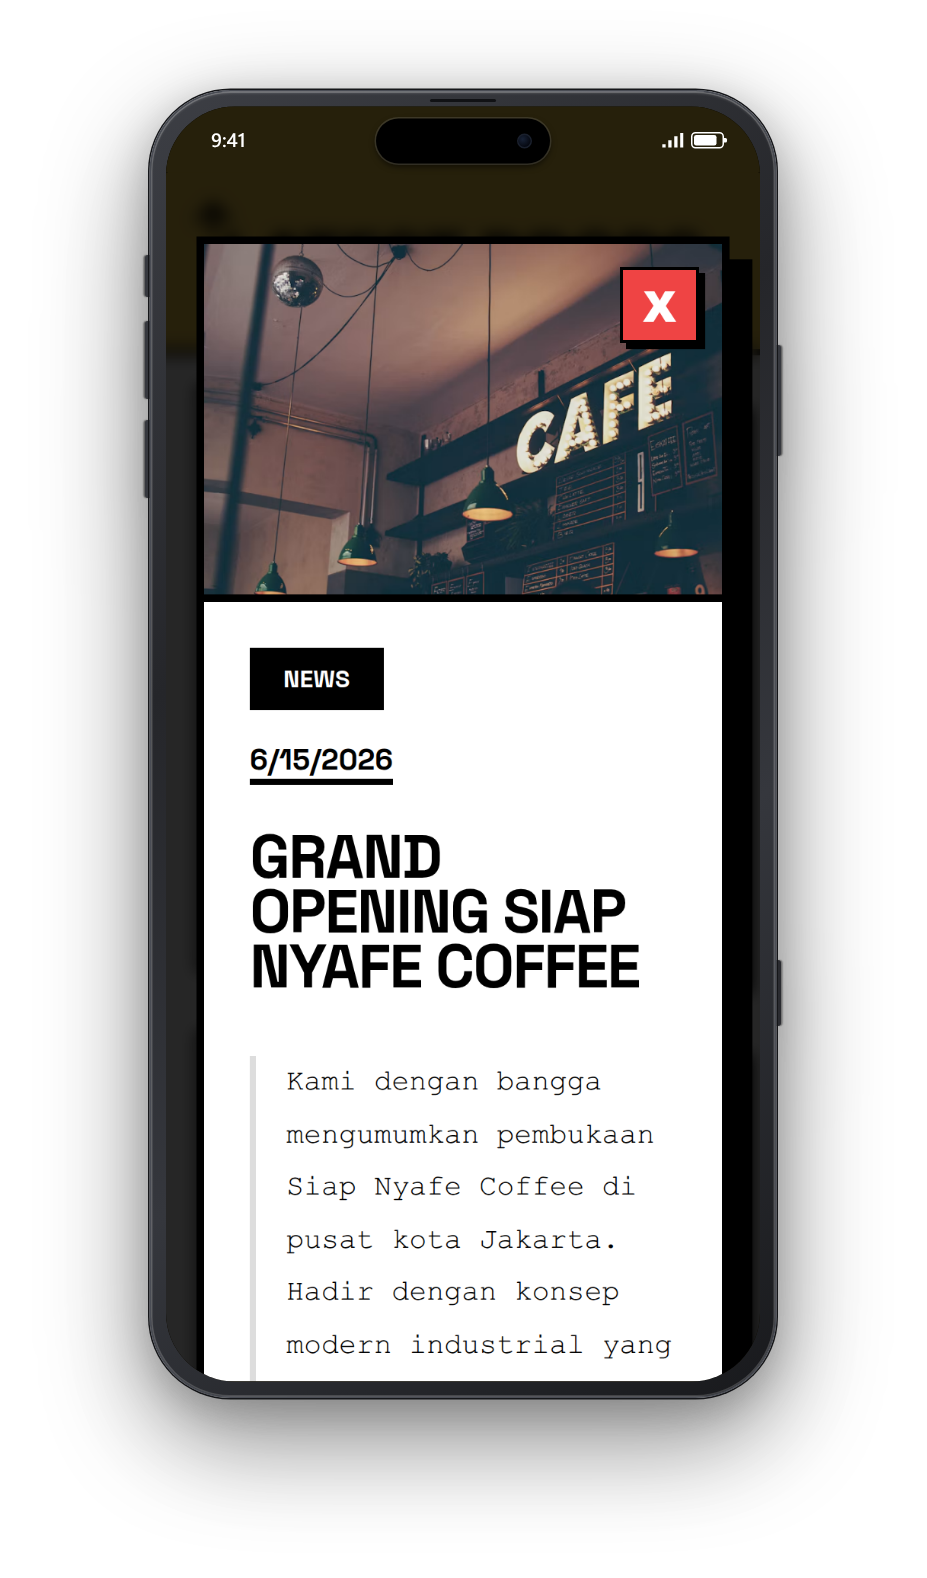 9:41
X
CAFE
NEWS
6/15/2026
GRAND
OPENING SIAP
NYAFE COFFEE
Kami dengan bangga
mengumumkan pembukaan
Siap Nyafe Coffee di
pusat kota Jakarta.
Hadir dengan konsep
modern industrial yang